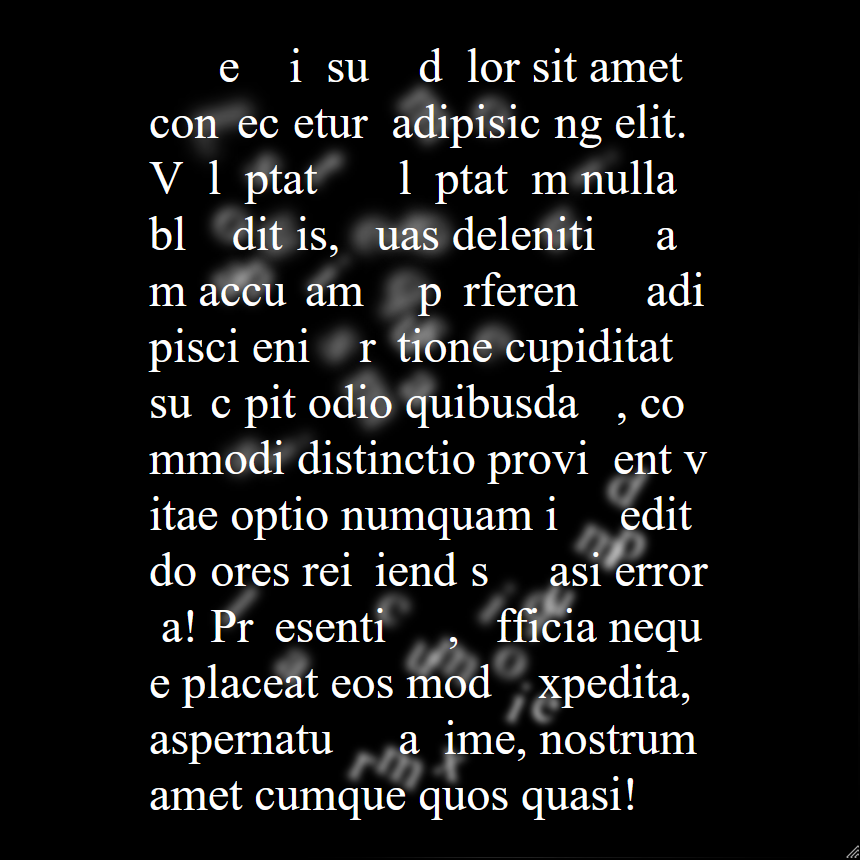 e i su d lor sit amet
con ec etur adipisic ng elit.
V l ptat l ptat m nulla
bl dit is, uas deleniti a
m accu am p rferen adi
pisci eni r tione cupiditat
su c pit odio quibusda , co
mmodi distinctio provi ent v
itae optio numquam i edit
do ores rei iend s asi error
a! Pr esenti , fficia nequ
e placeat eos mod xpedita,
aspernatu a ime, nostrum
amet cumque quos quasi!